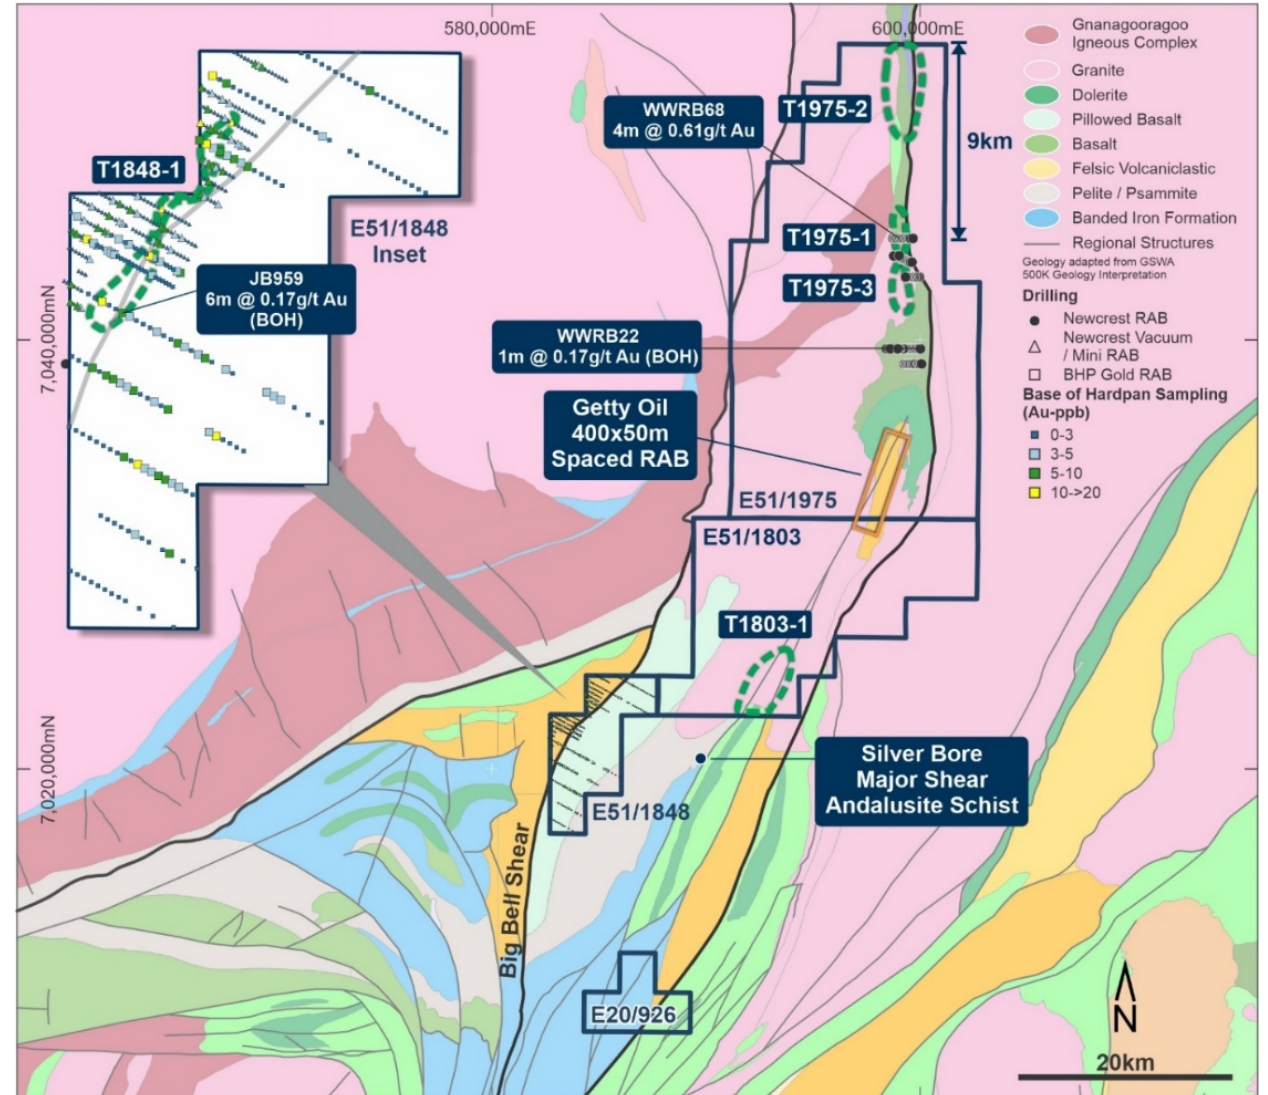 580,000mE
600,000mE
7,040,000mN
7,020,000mN
T1848-1
E51/1848
Inset
JB959
6m @ 0.17g/t Au
(BOH)
WWRB68
4m @ 0.61g/t Au
T1975-2
9km
T1975-1
T1975-3
WWRB22
1m @ 0.17g/t Au (BOH)
Getty Oil
400x50m
Spaced RAB
E51/1975
E51/1803
T1803-1
Silver Bore
Major Shear
Andalusite Schist
E51/1848
Big Bell Shear
E20/926
Gnanagooragoo
Igneous Complex
Granite
Dolerite
Pillowed Basalt
Basalt
Felsic Volcaniclastic
Pelite / Psammite
Banded Iron Formation
Regional Structures
Geology adapted from GSWA
500K Geology Interpretation
Drilling
Newcrest RAB
Newcrest Vacuum
/ Mini RAB
BHP Gold RAB
Base of Hardpan Sampling
(Au-ppb)
0-3
3-5
5-10
10->20
N
20km